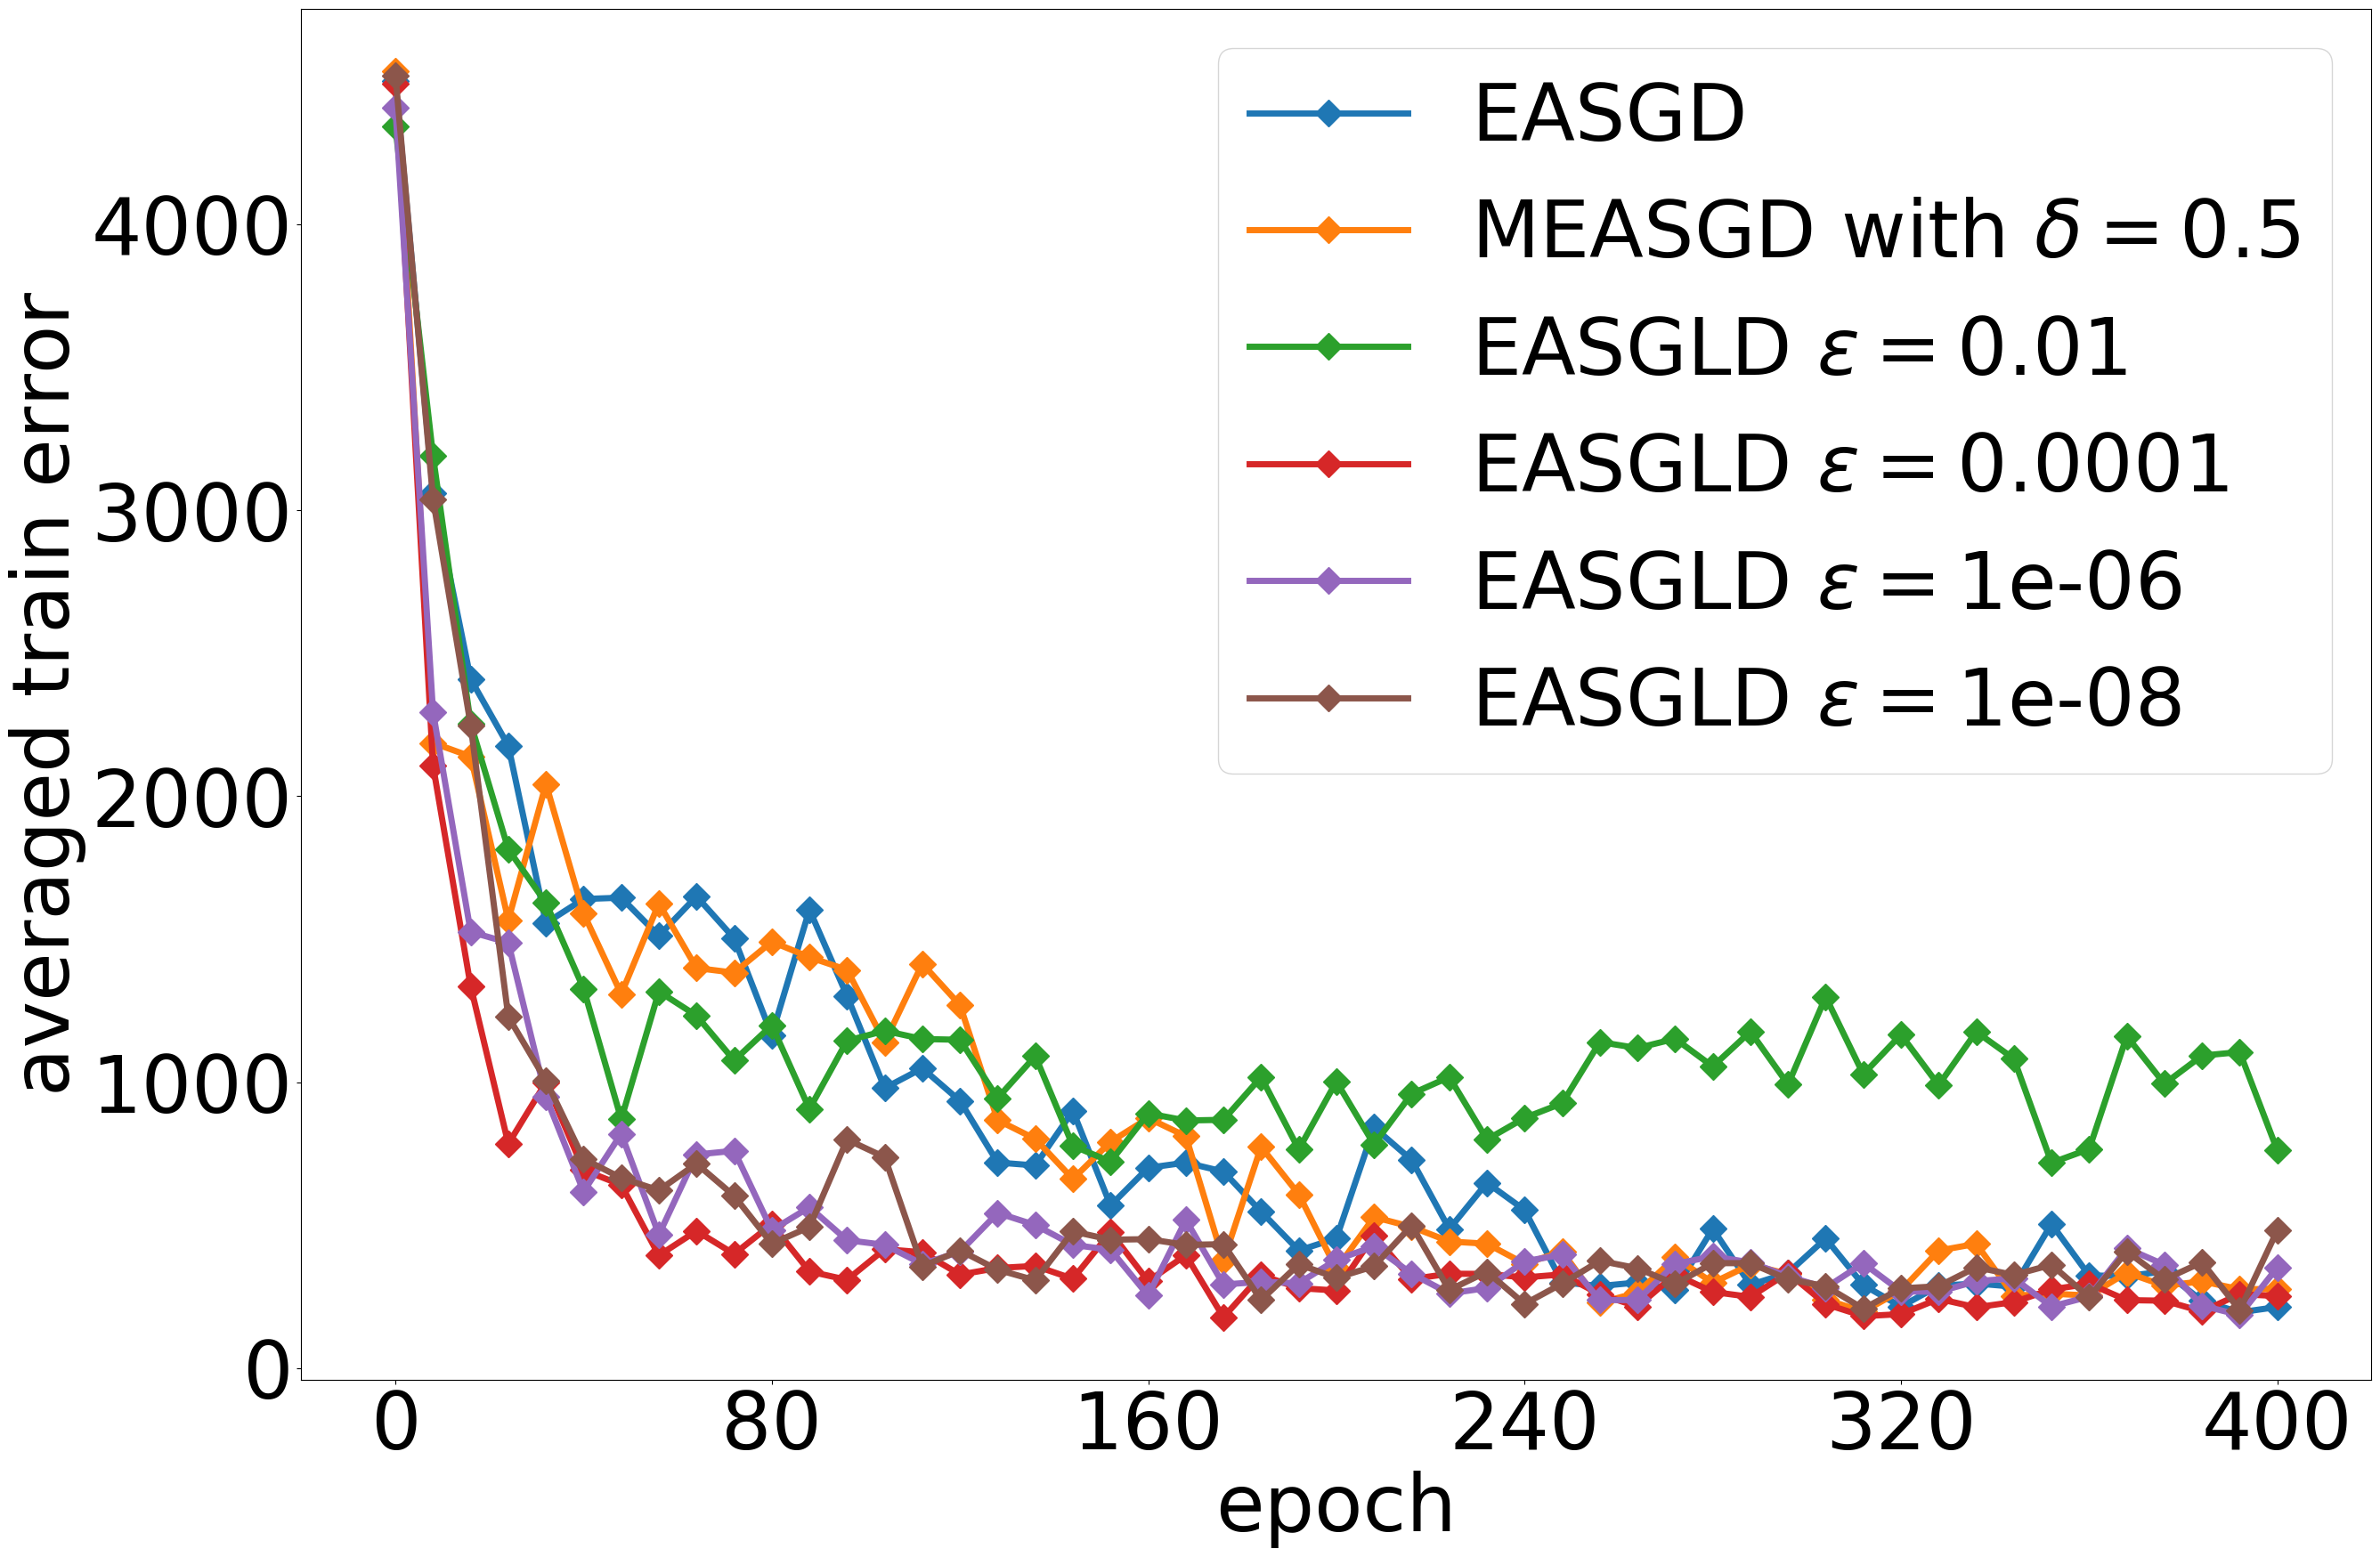 averaged train error
4000
3000
2000
1000
0
0 80 160 240 320 400
epoch
EASGD
MEASGD with δ = 0.5
EASGLD ε = 0.01
EASGLD ε = 0.0001
EASGLD ε = 1e-06
EASGLD ε = 1e-08